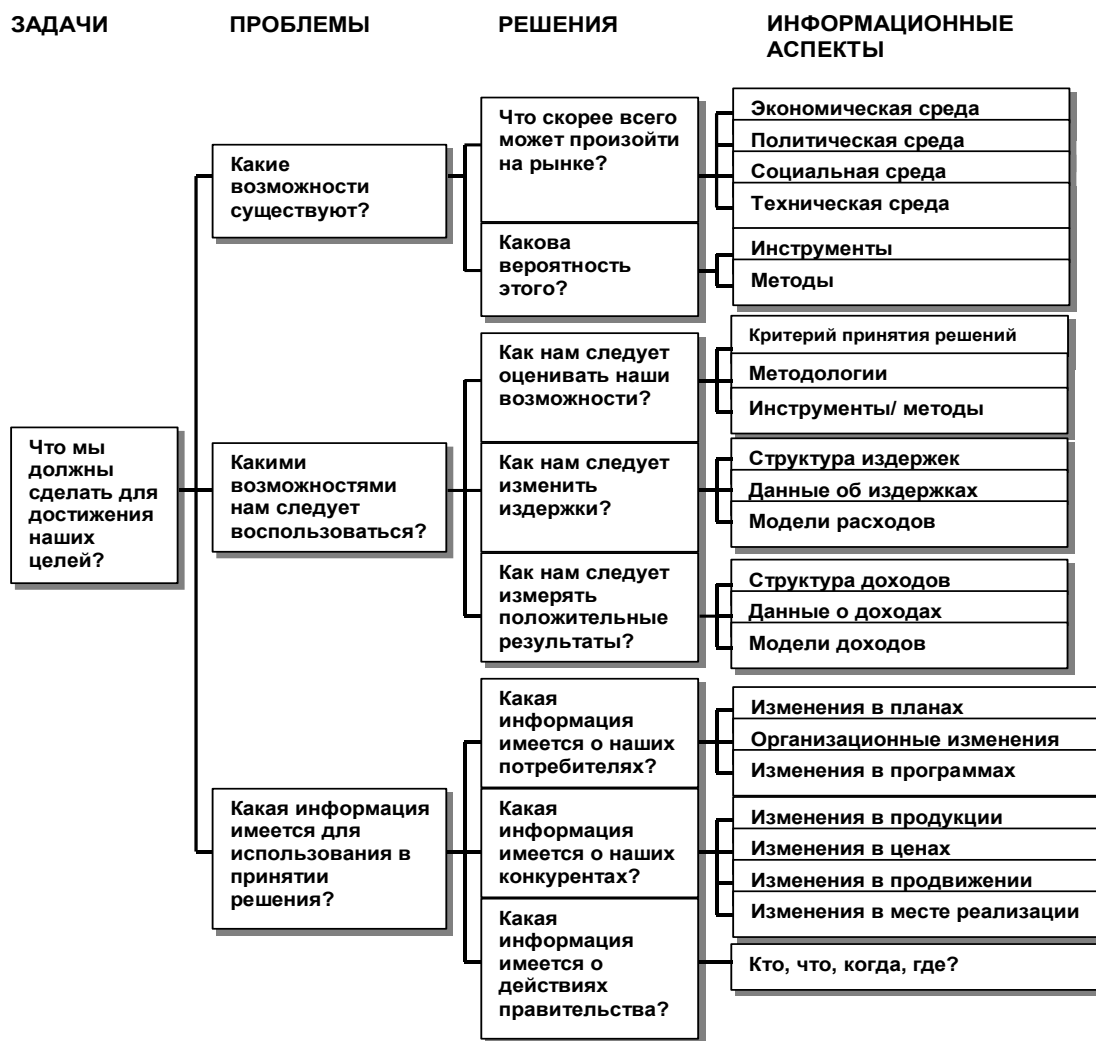 ЗАДАЧИ
ПРОБЛЕМЫ
РЕШЕНИЯ
ИНФОРМАЦИОННЫЕ
АСПЕКТЫ
Что мы
должны
сделать для
достижения
наших
целей?
Какие
возможности
существуют?
Что скорее всего
может произойти
на рынке?
Экономическая среда
Политическая среда
Социальная среда
Техническая среда
Какова
вероятность
этого?
Инструменты
Методы
Какими
возможностями
нам следует
воспользоваться?
Как нам следует
оценивать наши
возможности?
Критерий принятия решений
Методологии
Инструменты/ методы
Как нам следует
изменить
издержки?
Структура издержек
Данные об издержках
Модели расходов
Как нам следует
измерять
положительные
результаты?
Структура доходов
Данные о доходах
Модели доходов
Какая информация
имеется для
использования в
принятии
решения?
Какая
информация
имеется о наших
потребителях?
Изменения в планах
Организационные изменения
Изменения в программах
Какая
информация
имеется о наших
конкурентах?
Изменения в продукции
Изменения в ценах
Изменения в продвижении
Изменения в месте реализации
Какая
информация
имеется о
действиях
правительства?
Кто, что, когда, где?